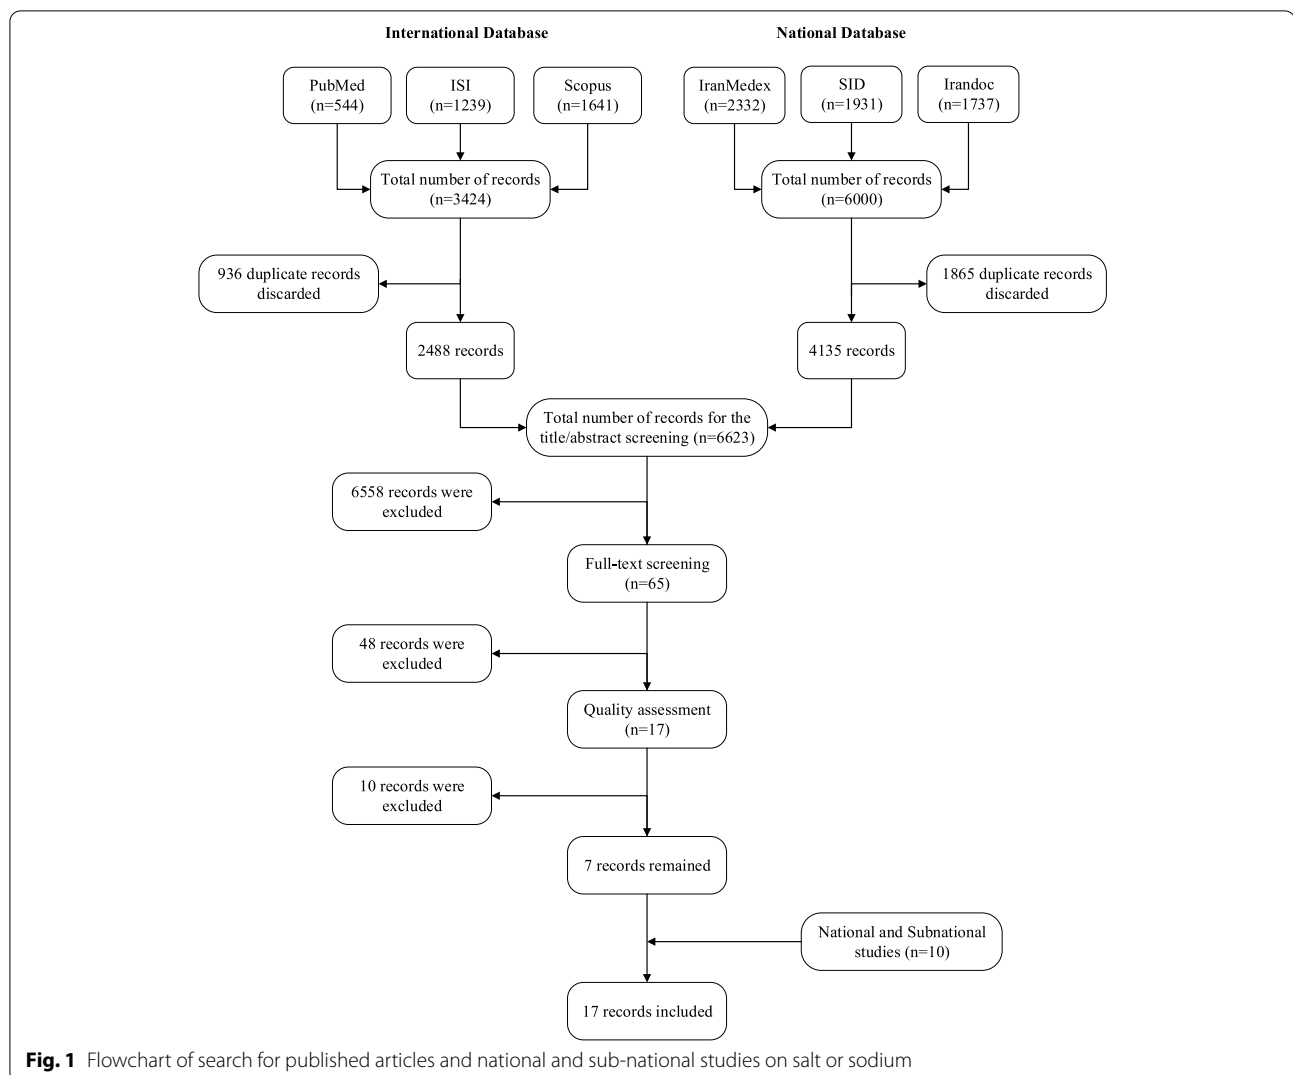 International Database
National Database
PubMed
(n=544)
ISI
(n=1239)
Scopus
(n=1641)
IranMedex
(n=2332)
SID
(n=1931)
Irandoc
(n=1737)
Total number of records
(n=3424)
Total number of records
(n=6000)
936 duplicate records
discarded
1865 duplicate records
discarded
2488 records
4135 records
Total number of records for the
title/abstract screening (n=6623)
6558 records were
excluded
Full-text screening
(n=65)
48 records were
excluded
Quality assessment
(n=17)
10 records were
excluded
7 records remained
National and Subnational
studies (n=10)
17 records included
Fig. 1 Flowchart of search for published articles and national and sub-national studies on salt or sodium